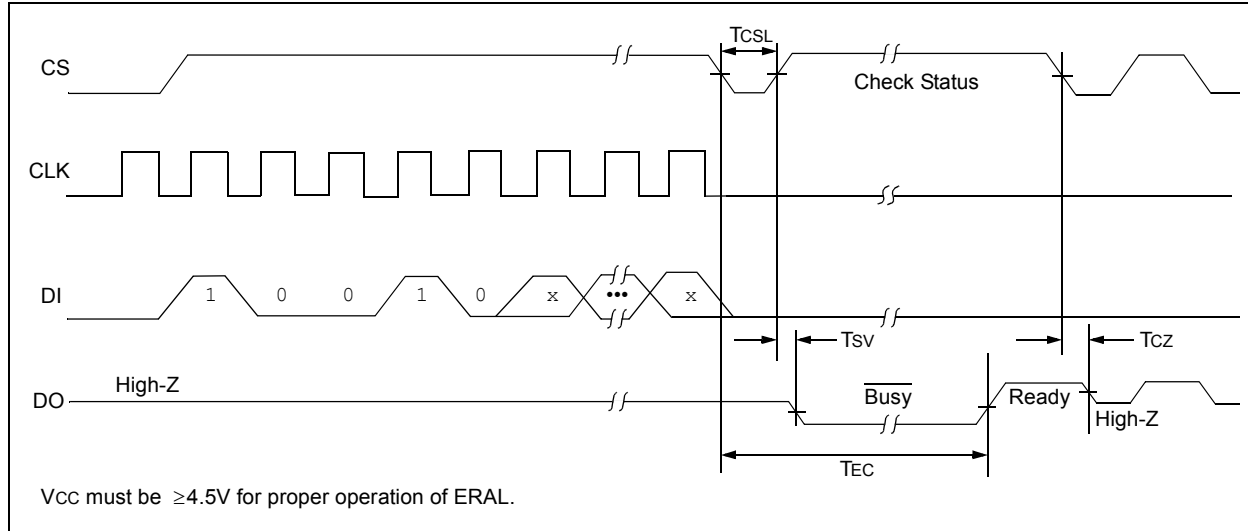 TCSL
CS
Check Status
CLK
DI 1 0 0 1 0 x ••• x
TSV
TCZ
High-Z
DO
Busy
Ready
High-Z
TEC
VCC must be ≥4.5V for proper operation of ERAL.